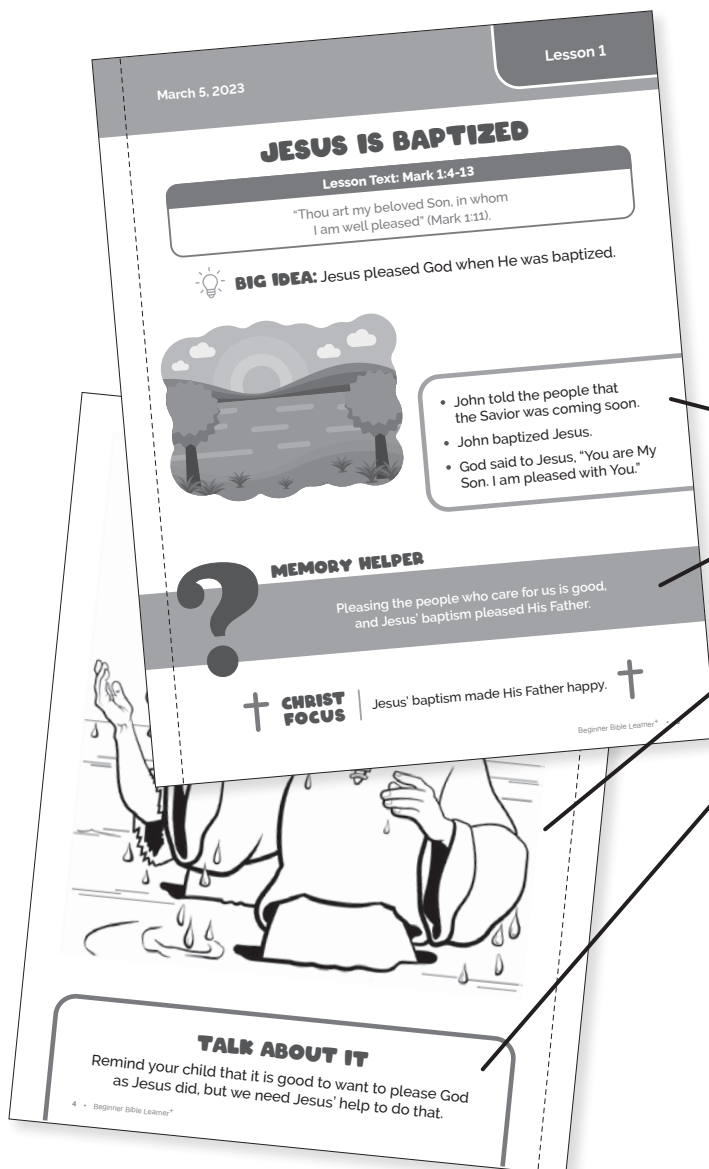 March 5, 2023
Lesson 1
JESUS IS BAPTIZED
Lesson Text: Mark 1:4-13
“Thou art my beloved Son, in whom
I am well pleased” (Mark 1:11).
BIG IDEA: Jesus pleased God when He was baptized.
• John told the people that
the Savior was coming soon.
• John baptized Jesus.
• God said to Jesus, “You are My
Son. I am pleased with You.”
?
MEMORY HELPER
Pleasing the people who care for us is good,
and Jesus’ baptism pleased His Father.
CHRIST
FOCUS
Jesus’ baptism made His Father happy.
Beginner Bible Learner+ •
TALK ABOUT IT
Remind your child that it is good to want to please God
as Jesus did, but we need Jesus’ help to do that.
4 • Beginner Bible Learner+